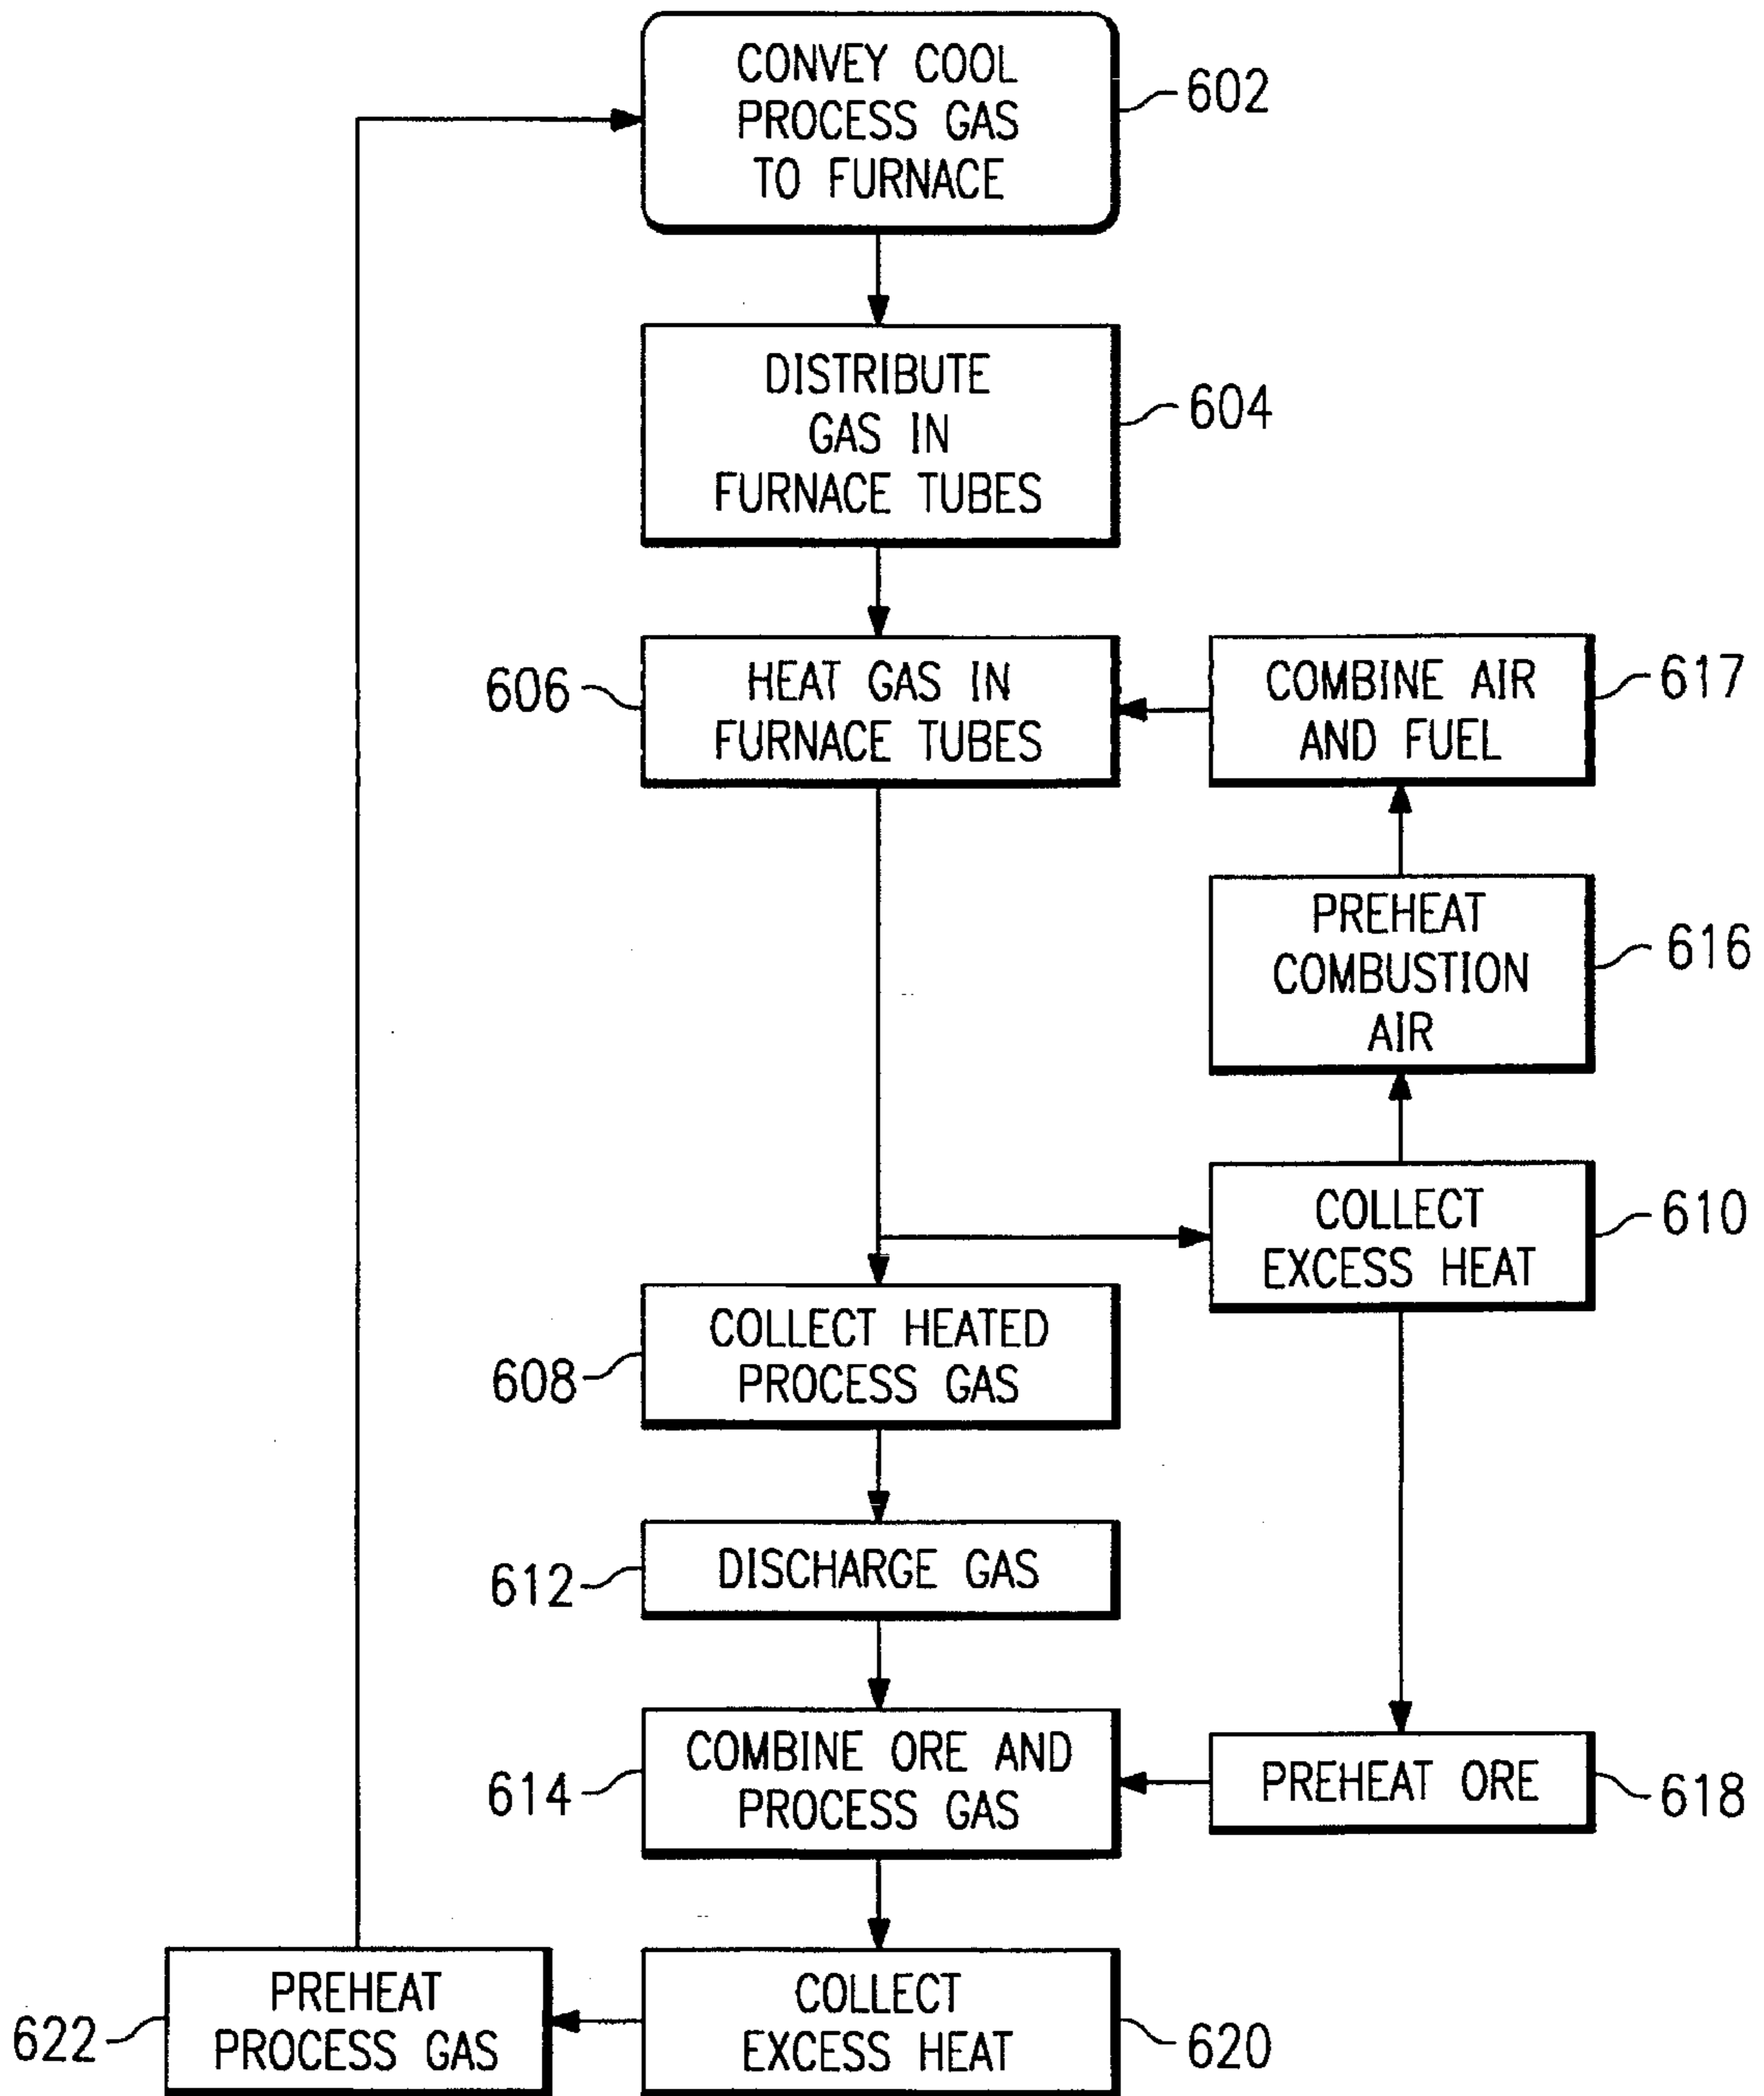 CONVEY COOL
PROCESS GAS
TO FURNACE
602
DISTRIBUTE
GAS IN
FURNACE TUBES
604
606
HEAT GAS IN
FURNACE TUBES
COMBINE AIR
AND FUEL
617
PREHEAT
COMBUSTION
AIR
616
COLLECT
EXCESS HEAT
610
608
COLLECT HEATED
PROCESS GAS
612
DISCHARGE GAS
614
COMBINE ORE AND
PROCESS GAS
PREHEAT ORE
618
622
PREHEAT
PROCESS GAS
COLLECT
EXCESS HEAT
620